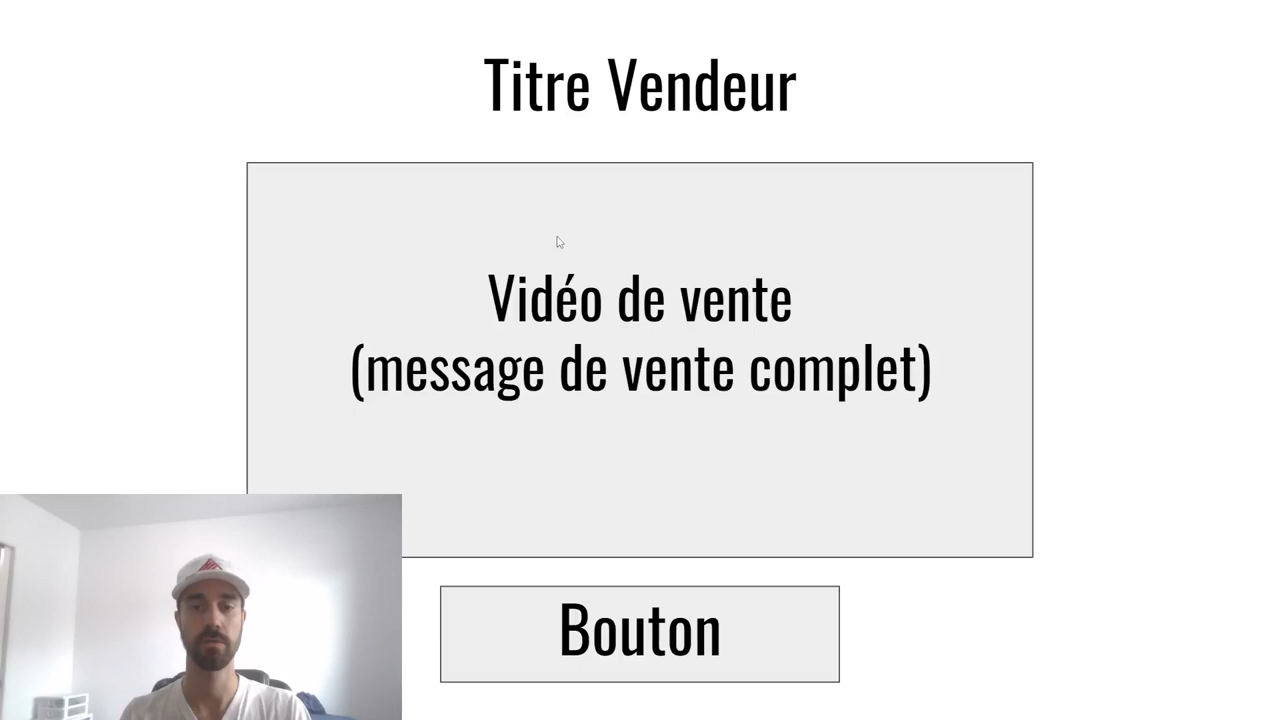 Titre Vendeur
Vidéo de vente
(message de vente complet)
Bouton